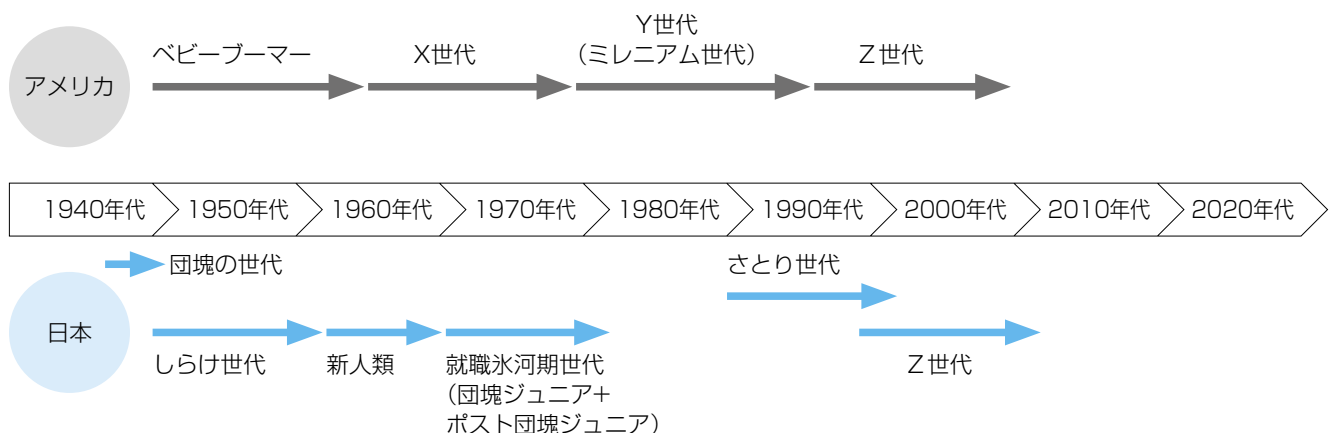 アメリカ
ベビーブーマー
X世代
Y世代
(ミレニアム世代)
Z世代
1940年代
1950年代
1960年代
1970年代
1980年代
1990年代
2000年代
2010年代
2020年代
日本
団塊の世代
しらけ世代
新人類
就職氷河期世代
(団塊ジュニア+
ポスト団塊ジュニア)
さとり世代
Z世代